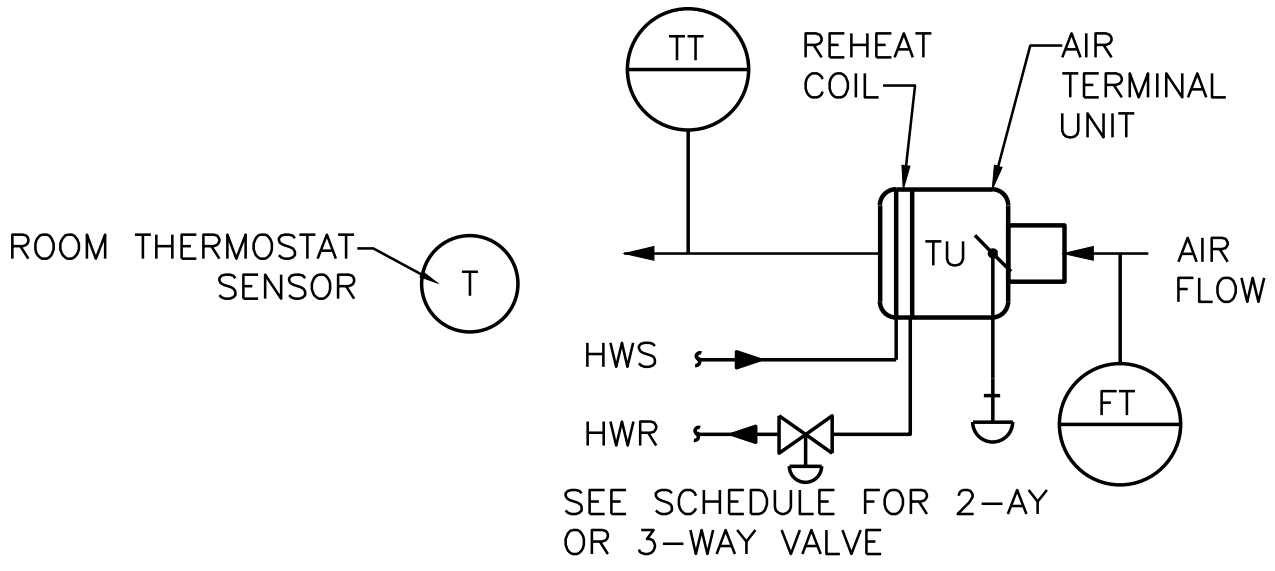 TT
REHEAT
COIL
AIR
TERMINAL
UNIT
ROOM THERMOSTAT
SENSOR
T
TU
AIR
FLOW
HWS
HWR
FT
SEE SCHEDULE FOR 2-AY
OR 3-WAY VALVE